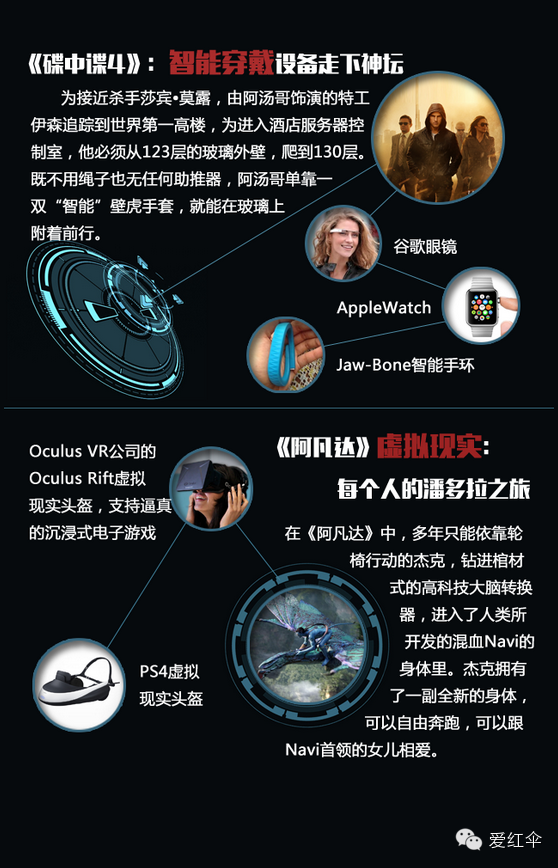 《碟中谍4》：智能穿戴设备走下神坛
为接近杀手莎宾·莫露，由阿汤哥饰演的特工
伊森追踪到世界第一高楼，为进入酒店服务器控
制室，他必须从123层的玻璃外壁，爬到130层。
既不用绳子也无任何助推器，阿汤哥单靠一
双“智能”壁虎手套，就能在玻璃上
附着前行。
谷歌眼镜
AppleWatch
Jaw-Bone智能手环
Oculus VR公司的
Oculus Rift虚拟
现实头盔，支持逼真
的沉浸式电子游戏
PS4虚拟
现实头盔
《阿凡达》虚拟现实：
每个人的潘多拉之旅
在《阿凡达》中，多年只能依靠轮
椅行动的杰克，钻进棺材
式的高科技大脑转换
器，进入了人类所
开发的混血Navi的
身体里。杰克拥有
了一副全新的身体，
可以自由奔跑，可以跟
Navi首领的女儿相爱。
爱红伞